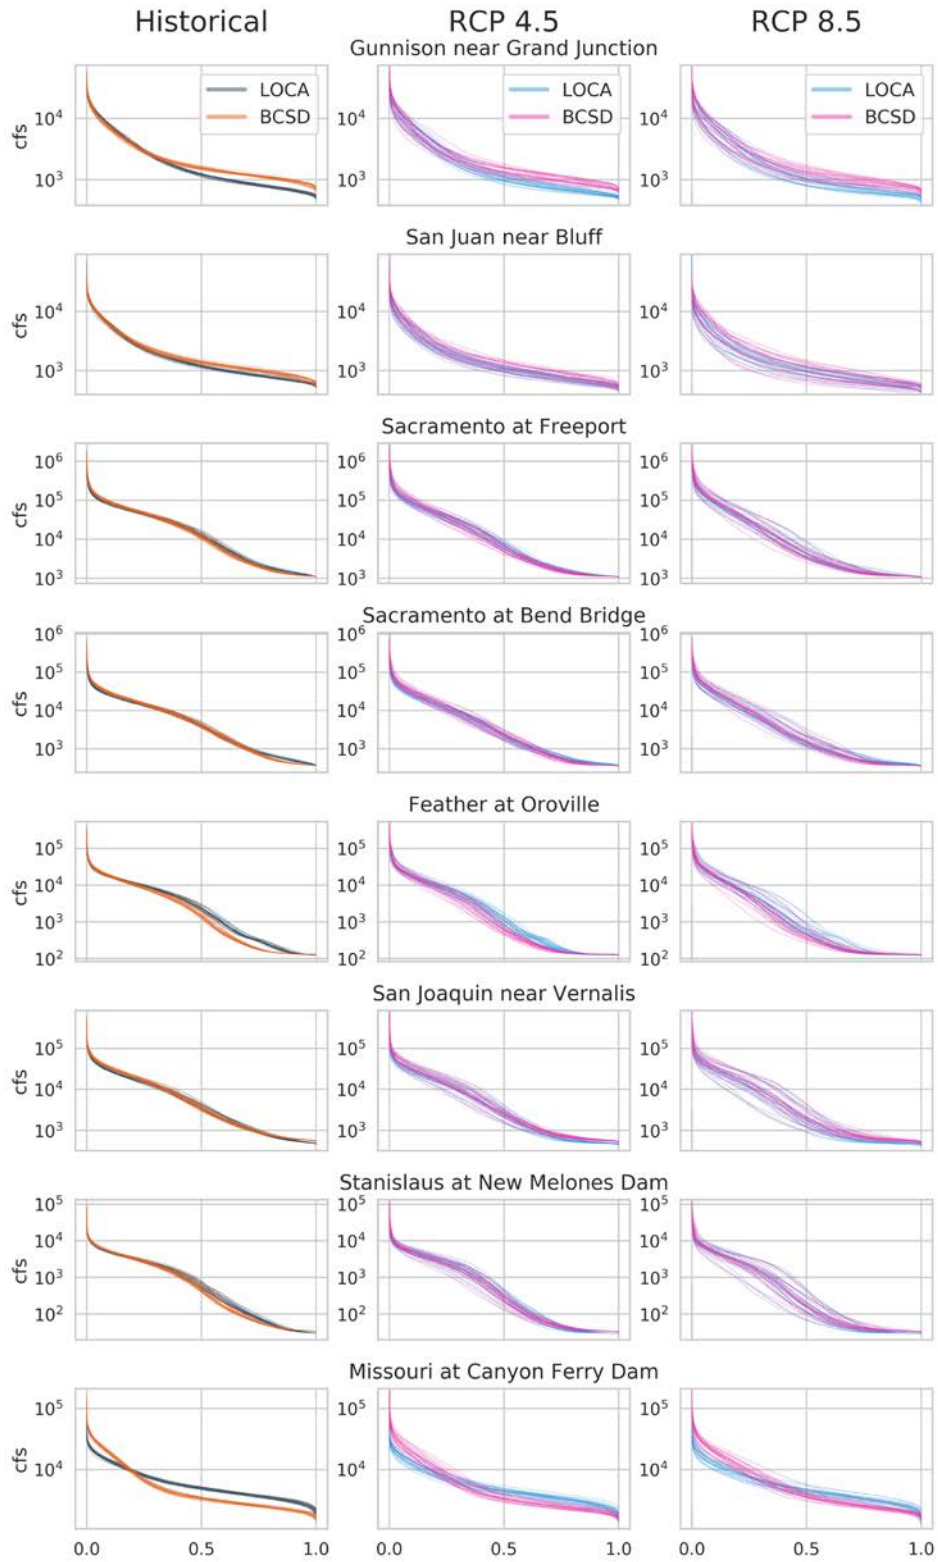 Historical RCP 4.5 RCP 8.5
Gunnison near Grand Junction
LOCA LOCA LOCA
BCSD BCSD BCSD
cfs
10⁴ 10⁴ 10⁴
10³ 10³ 10³
San Juan near Bluff
cfs
10⁴ 10⁴ 10⁴
10³ 10³ 10³
Sacramento at Freeport
cfs
10⁶ 10⁶ 10⁶
10⁵ 10⁵ 10⁵
10⁴ 10⁴ 10⁴
10³ 10³ 10³
Sacramento at Bend Bridge
cfs
10⁶ 10⁶ 10⁶
10⁵ 10⁵ 10⁵
10⁴ 10⁴ 10⁴
10³ 10³ 10³
Feather at Oroville
cfs
10⁵ 10⁵ 10⁵
10⁴ 10⁴ 10⁴
10³ 10³ 10³
10² 10² 10²
San Joaquin near Vernalis
cfs
10⁵ 10⁵ 10⁵
10⁴ 10⁴ 10⁴
10³ 10³ 10³
Stanislaus at New Melones Dam
cfs
10⁵ 10⁵ 10⁵
10⁴ 10⁴ 10⁴
10³ 10³ 10³
10² 10² 10²
Missouri at Canyon Ferry Dam
cfs
10⁵ 10⁵ 10⁵
10⁴ 10⁴ 10⁴
0.0 0.5 1.0 0.0 0.5 1.0 0.0 0.5 1.0